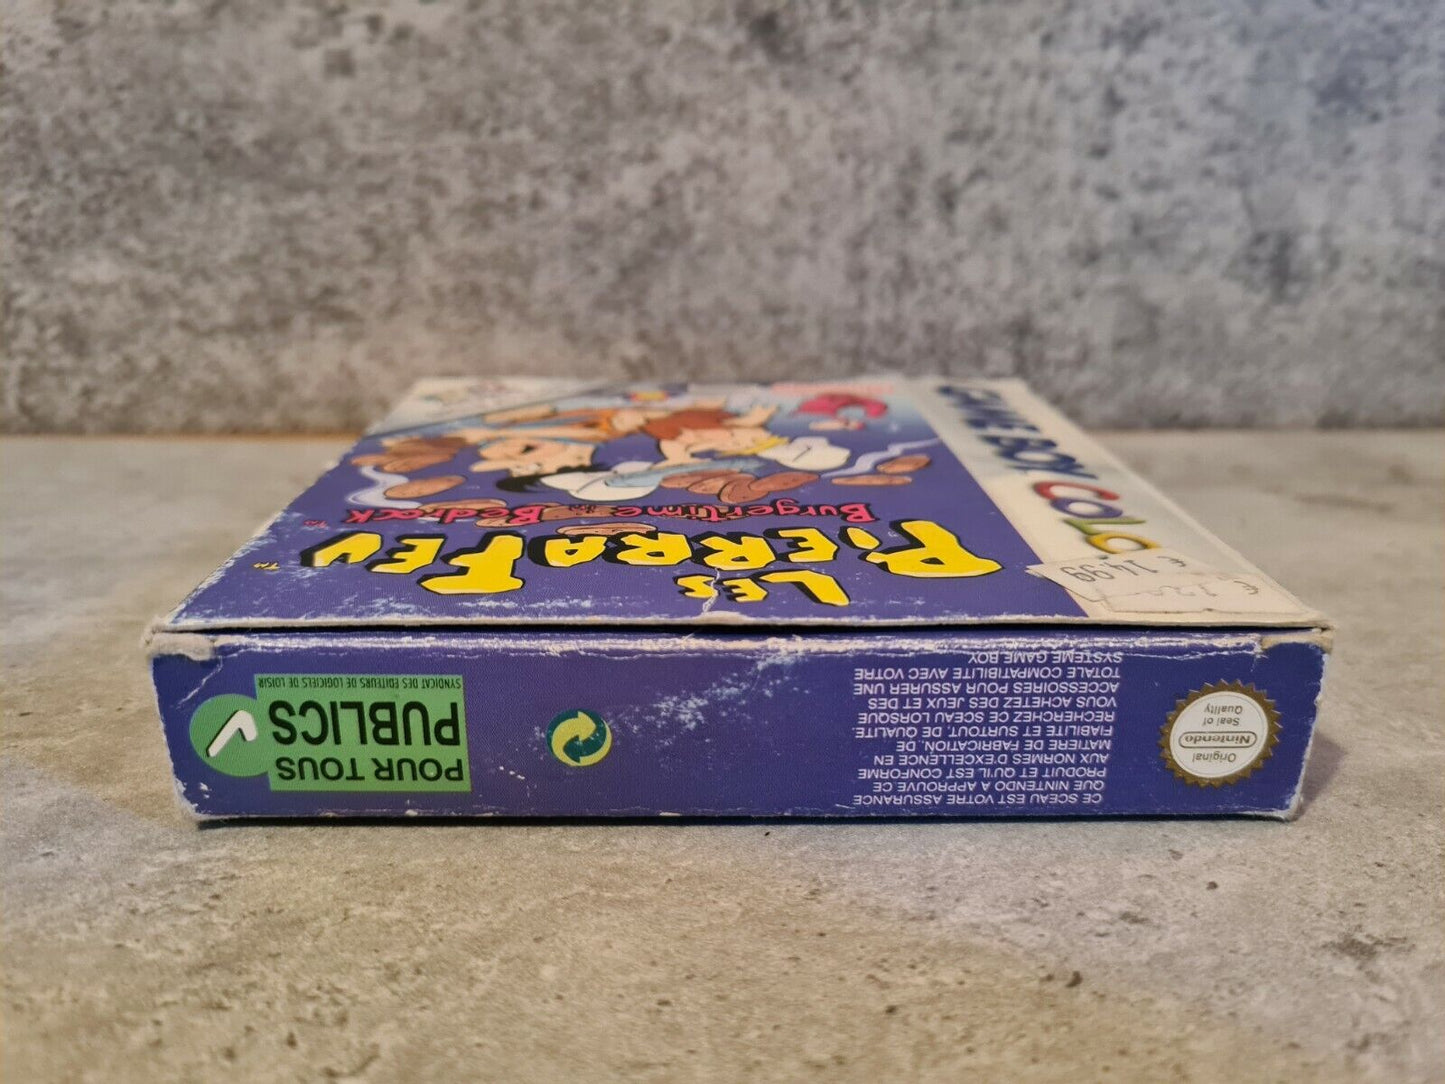 GAME BOY COLO
LES
PIERRAFEU™
Burgertime in Bedrock™
€ 14,99
CE SCEAU EST VOTRE ASSURANCE
QUE NINTENDO A APPROUVE CE
PRODUIT ET QU'IL EST CONFORME
AUX NORMES D'EXCELLENCE EN
MATIERE DE FABRICATION, DE
FIABILITE ET SURTOUT, DE QUALITE.
RECHERCHEZ CE SCEAU LORSQUE
VOUS ACHETEZ DES JEUX ET DES
ACCESSOIRES POUR ASSURER UNE
TOTALE COMPATIBILITE AVEC VOTRE
SYSTEME GAME BOY
Original
Nintendo
Seal of
Quality
POUR TOUS
PUBLICS
SYNDICAT DES EDITEURS DE LOGICIELS DE LOISIR